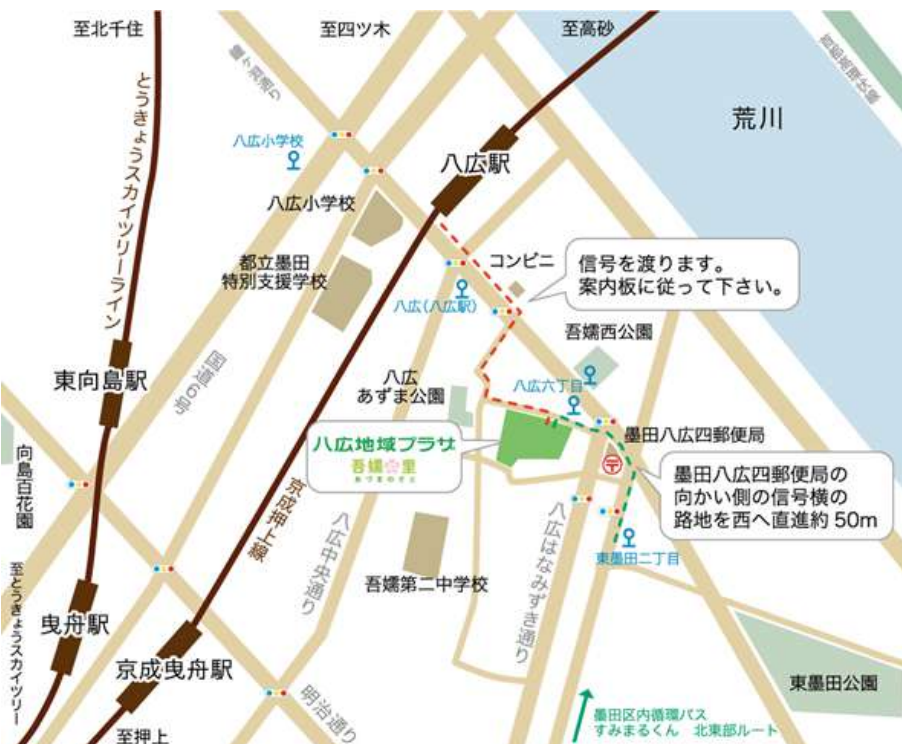 至北千住
至四ツ木
至高砂
鐘ヶ淵通り
荒川
とうきょうスカイツリーライン
八広小学校
八広駅
八広小学校
都立墨田
特別支援学校
コンビニ
信号を渡ります。
案内板に従って下さい。
八広（八広駅）
吾嬬西公園
国道6号
東向島駅
八広
あずま公園
八広六丁目
八広地域プラザ
吾嬬の里
あづまのさと
墨田八広四郵便局
墨田八広四郵便局の
向かい側の信号横の
路地を西へ直進約50m
向島百花園
京成押上線
八広中央通り
八広はなみずき通り
東墨田二丁目
吾嬬第二中学校
至とうきょうスカイツリー
曳舟駅
京成曳舟駅
明治通り
東墨田公園
墨田区内循環バス
すみまるくん 北東部ルート
至押上